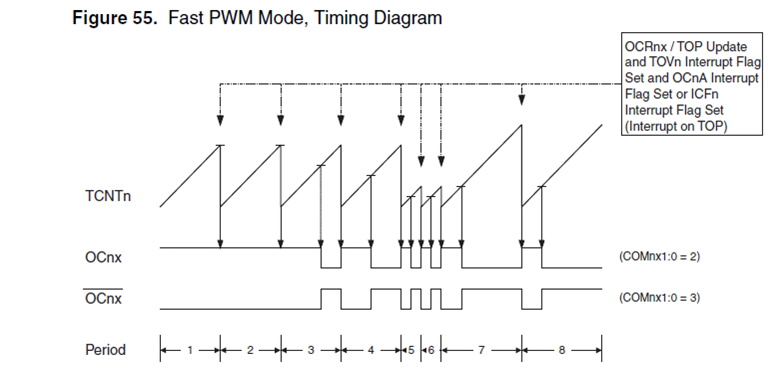 Figure 55. Fast PWM Mode, Timing Diagram
OCRnx / TOP Update
and TOVn Interrupt Flag
Set and OCnA Interrupt
Flag Set or ICFn
Interrupt Flag Set
(Interrupt on TOP)
TCNTn
OCnx
(COMnx1:0 = 2)
OCnx
(COMnx1:0 = 3)
Period
1 2 3 4 5 6 7 8